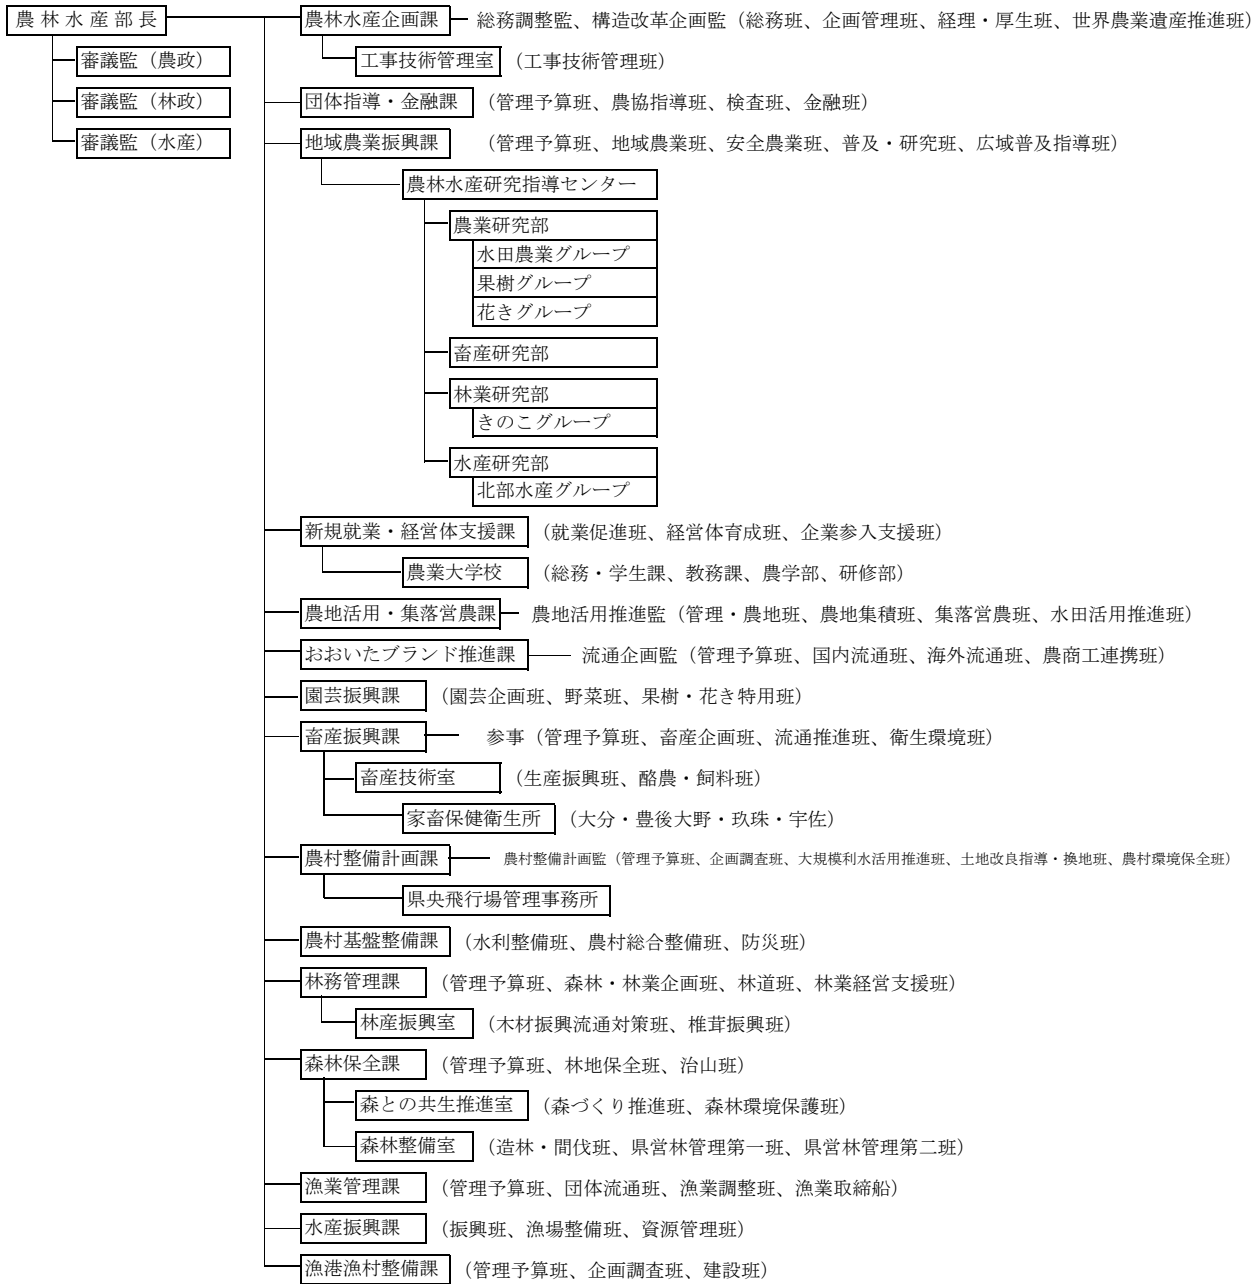 農林水産部長
農林水産企画課 総務調整監、構造改革企画監（総務班、企画管理班、経理・厚生班、世界農業遺産推進班）
審議監（農政）
工事技術管理室 （工事技術管理班）
審議監（林政）
団体指導・金融課 （管理予算班、農協指導班、検査班、金融班）
審議監（水産）
地域農業振興課 （管理予算班、地域農業班、安全農業班、普及・研究班、広域普及指導班）
農林水産研究指導センター
農業研究部
水田農業グループ
果樹グループ
花きグループ
畜産研究部
林業研究部
きのこグループ
水産研究部
北部水産グループ
新規就業・経営体支援課 （就業促進班、経営体育成班、企業参入支援班）
農業大学校 （総務・学生課、教務課、農学部、研修部）
農地活用・集落営農課 農地活用推進監（管理・農地班、農地集積班、集落営農班、水田活用推進班）
おおいたブランド推進課 流通企画監（管理予算班、国内流通班、海外流通班、農商工連携班）
園芸振興課 （園芸企画班、野菜班、果樹・花き特用班）
畜産振興課 参事（管理予算班、畜産企画班、流通推進班、衛生環境班）
畜産技術室 （生産振興班、酪農・飼料班）
家畜保健衛生所 （大分・豊後大野・玖珠・宇佐）
農村整備計画課 農村整備計画監（管理予算班、企画調査班、大規模利水活用推進班、土地改良指導・換地班、農村環境保全班）
県央飛行場管理事務所
農村基盤整備課 （水利整備班、農村総合整備班、防災班）
林務管理課 （管理予算班、森林・林業企画班、林道班、林業経営支援班）
林産振興室 （木材振興流通対策班、椎茸振興班）
森林保全課 （管理予算班、林地保全班、治山班）
森との共生推進室 （森づくり推進班、森林環境保護班）
森林整備室 （造林・間伐班、県営林管理第一班、県営林管理第二班）
漁業管理課 （管理予算班、団体流通班、漁業調整班、漁業取締船）
水産振興課 （振興班、漁場整備班、資源管理班）
漁港漁村整備課 （管理予算班、企画調査班、建設班）